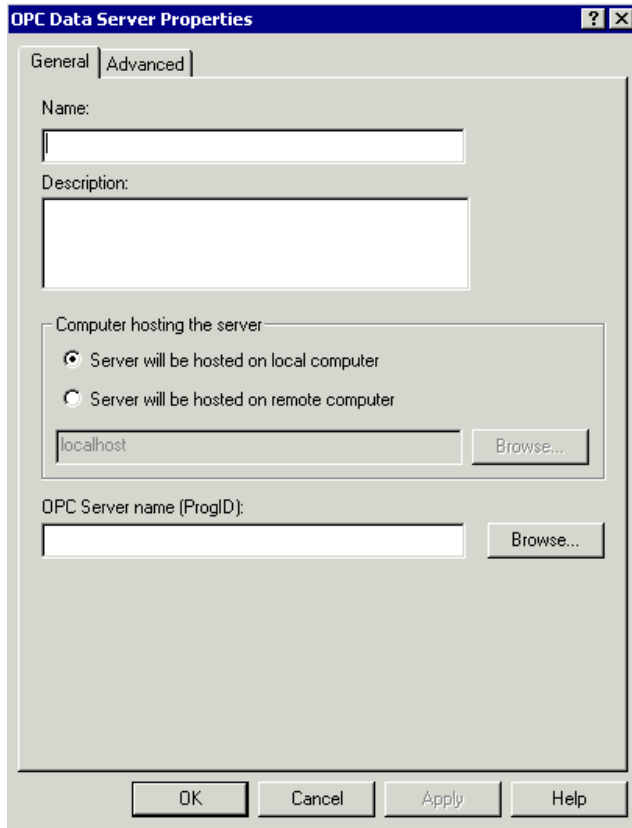 OPC Data Server Properties
General Advanced
Name:
Description:
Computer hosting the server
Server will be hosted on local computer
Server will be hosted on remote computer
localhost Browse...
OPC Server name (ProgID):
Browse...
OK Cancel Apply Help